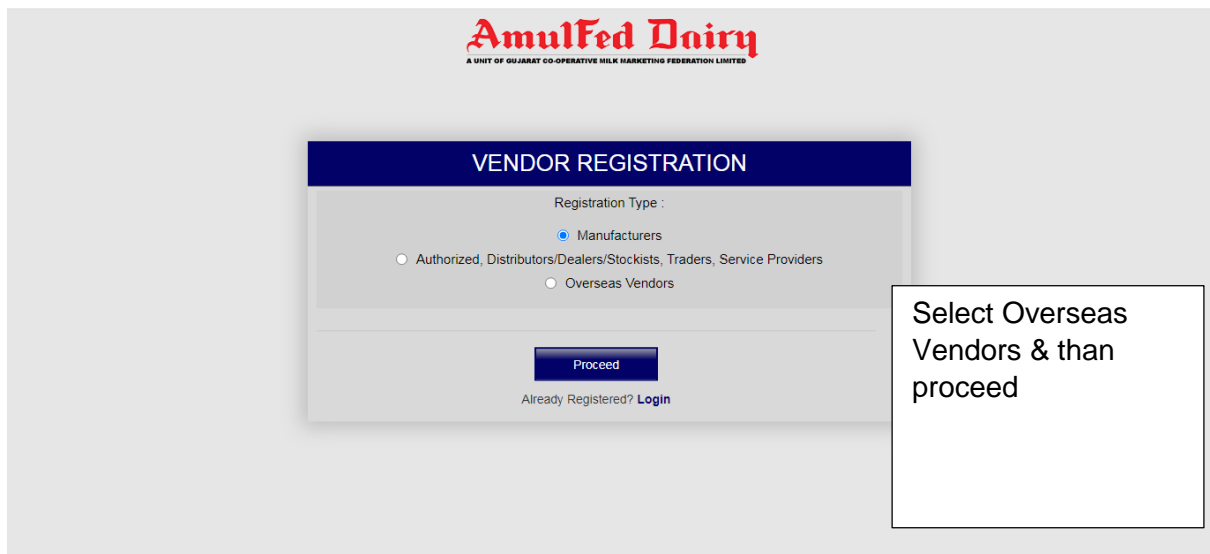 AmulFed Dairy
A UNIT OF GUJARAT CO-OPERATIVE MILK MARKETING FEDERATION LIMITED
VENDOR REGISTRATION
Registration Type :
Manufacturers
Authorized, Distributors/Dealers/Stockists, Traders, Service Providers
Overseas Vendors
Proceed
Already Registered? Login
Select Overseas
Vendors & than
proceed